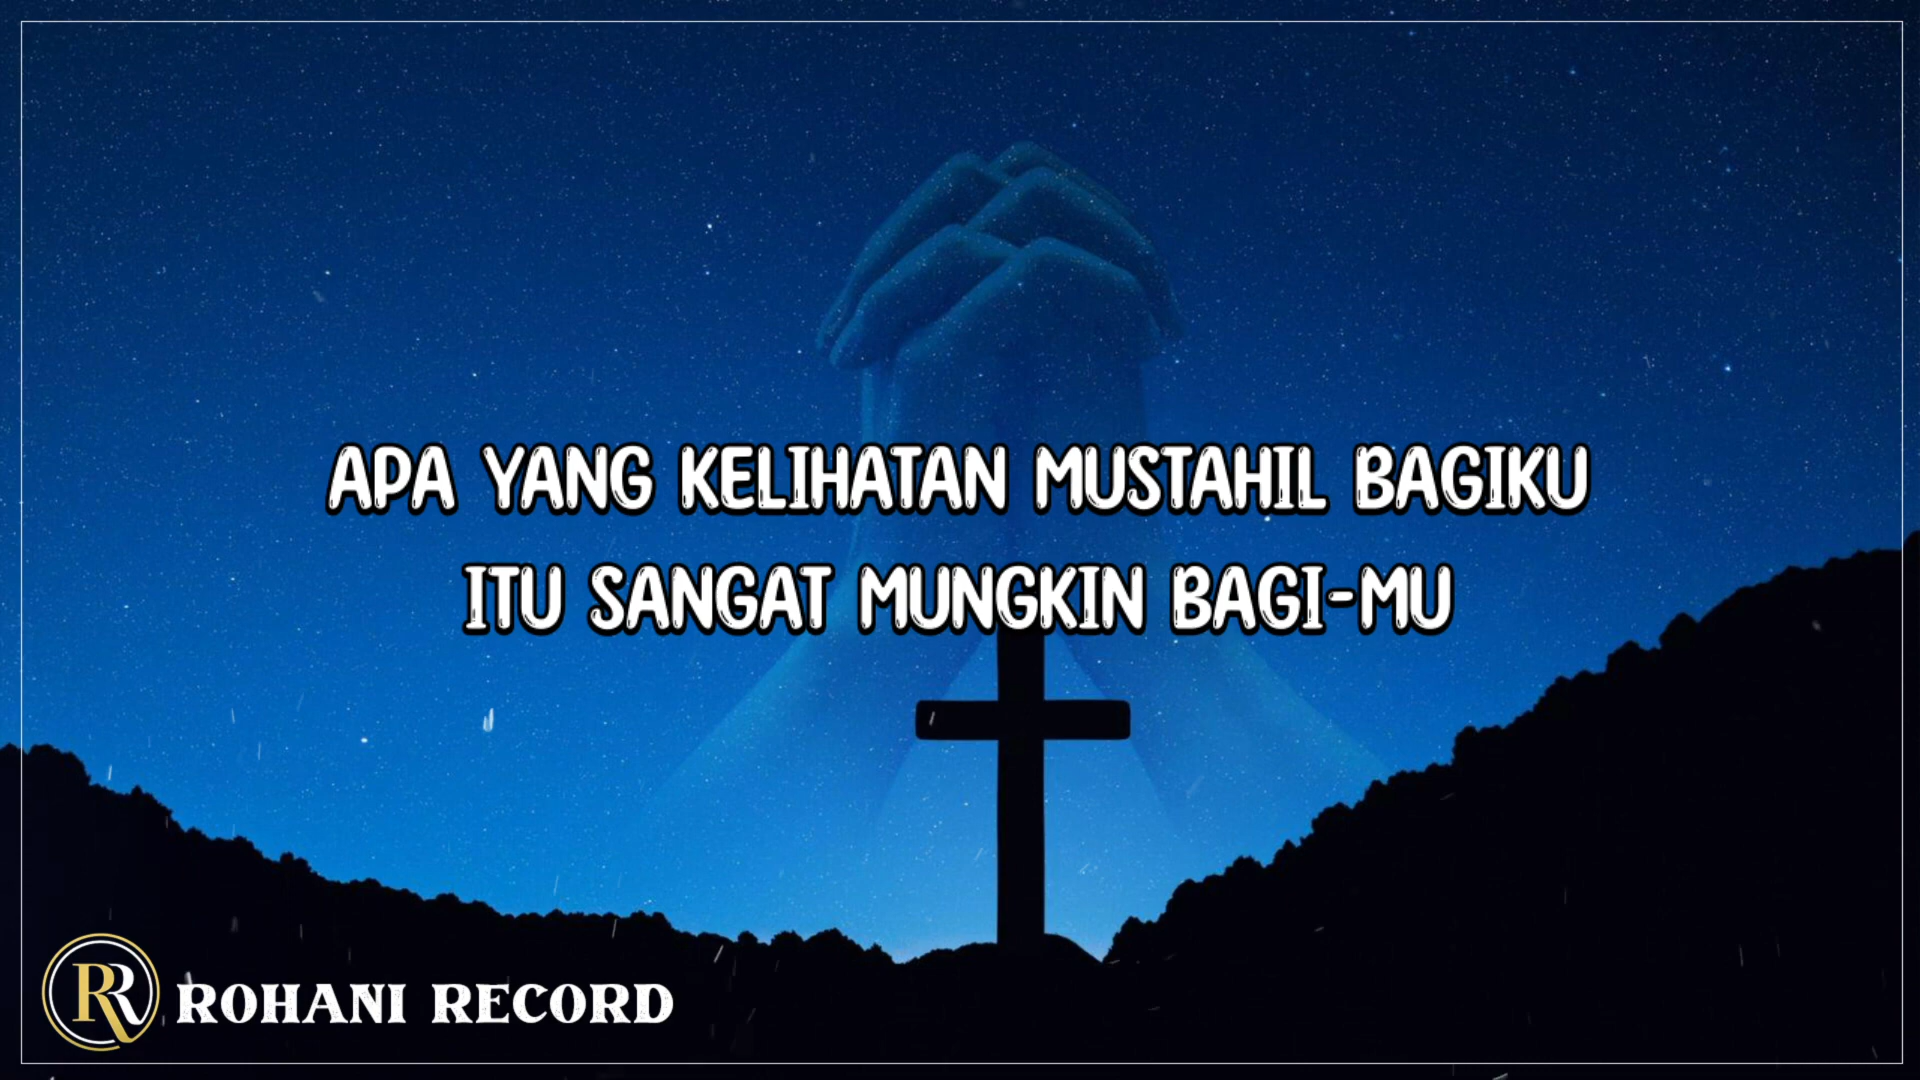 APA YANG KELIHATAN MUSTAHIL BAGIKU
ITU SANGAT MUNGKIN BAGI-MU
RR ROHANI RECORD